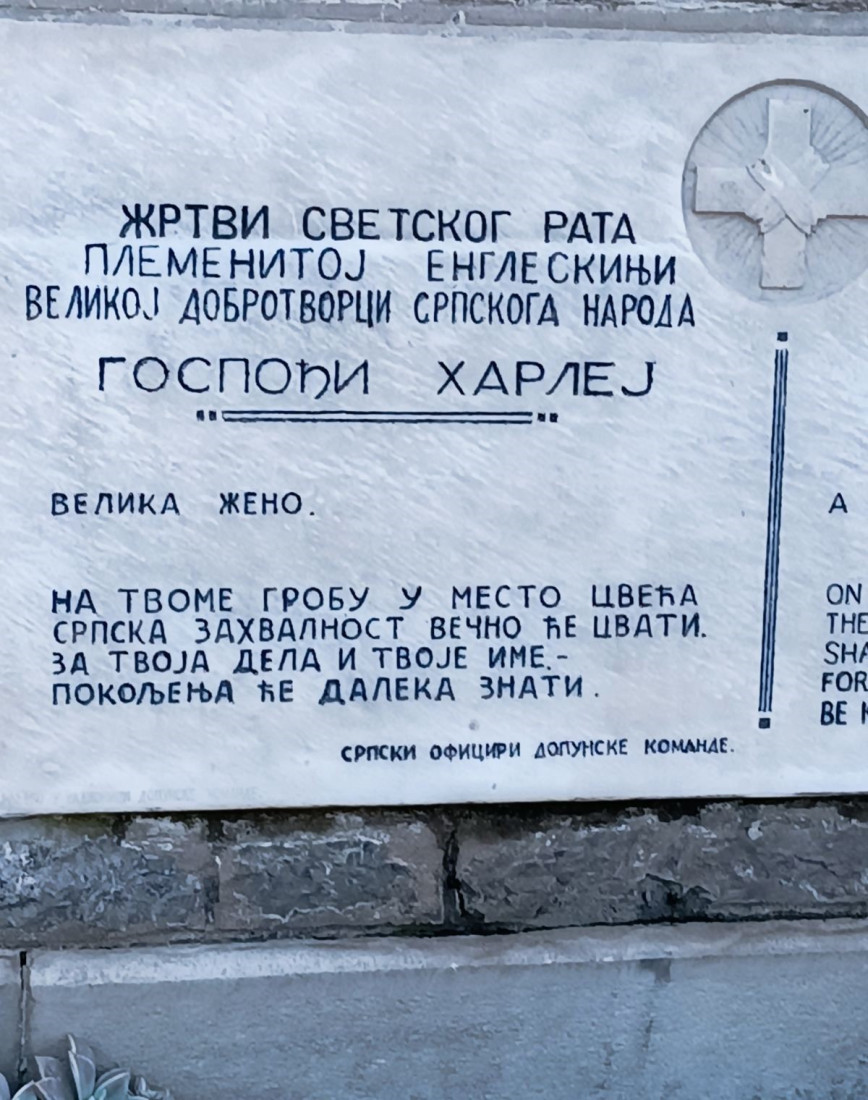 ЖРТВИ СВЕТСКОГ РАТА
ПЛЕМЕНИТОЈ ЕНГЛЕСКИЊИ
ВЕЛИКОЈ ДОБРОТВОРЦИ СРПСКОГА НАРОДА
ГОСПОЂИ ХАРЛЕЈ
ВЕЛИКА ЖЕНО.
НА ТВОМЕ ГРОБУ У МЕСТО ЦВЕЋА
СРПСКА ЗАХВАЛНОСТ ВЕЧНО ЋЕ ЦВАТИ.
ЗА ТВОЈА ДЕЛА И ТВОЈЕ ИМЕ.-
ПОКОЉЕЊА ЋЕ ДАЛЕКА ЗНАТИ.
СРПСКИ ОФИЦИРИ ДОПУНСКЕ КОМАНДЕ.
A
ON
THE
FOR
BE